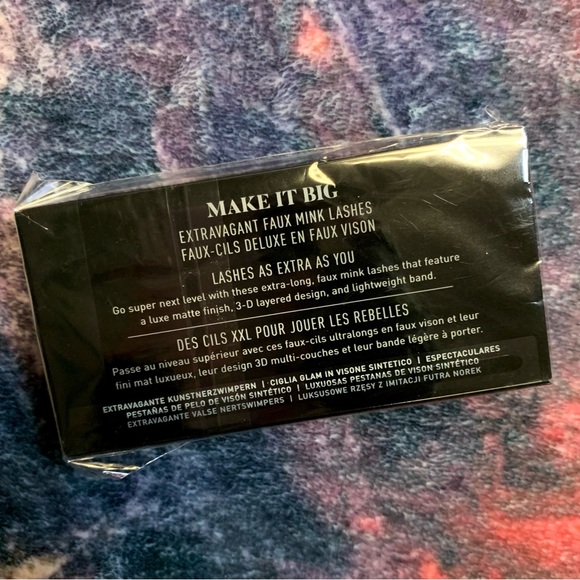 MAKE IT BIG
EXTRAVAGANT FAUX MINK LASHES
FAUX-CILS DELUXE EN FAUX VISON
LASHES AS EXTRA AS YOU
Go super next level with these extra-long, faux mink lashes that feature
a luxe matte finish, 3-D layered design, and lightweight band.
DES CILS XXL POUR JOUER LES REBELLES
Passe au niveau supérieur avec ces faux-cils ultralongs en faux vison et leur
fini mat luxueux, leur design 3D multi-couches et leur bande légère à porter.
EXTRAVAGANTE KUNSTNERZWIMPERN | CIGLIA GLAM IN VISONE SINTETICO | ESPECTACULARES
PESTAÑAS DE PELO DE VISÓN SINTÉTICO | LUXUOSAS PESTANAS DE VISON SINTÉTICO
EXTRAVAGANTE VALSE NERTSWIMPERS | LUKSUSOWE RZĘSY Z IMITACJI FUTRA NOREK